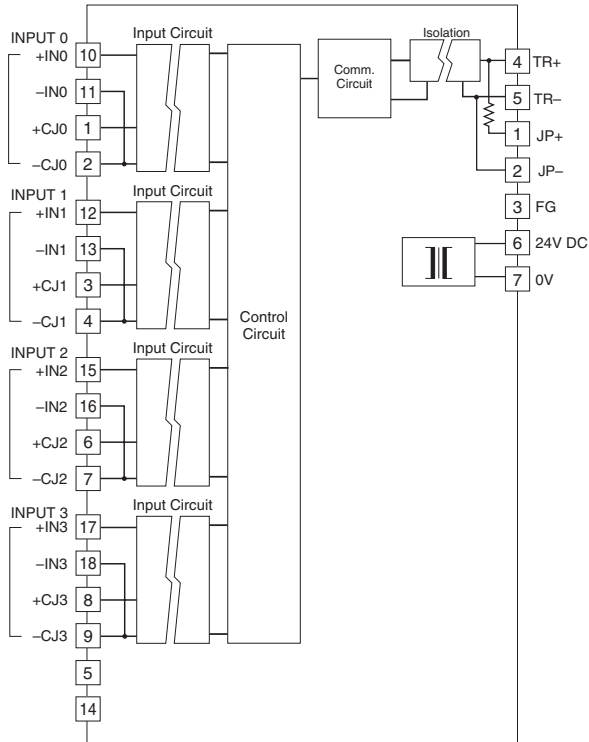 INPUT 0
Input Circuit
+IN0 10
–IN0 11
+CJ0 1
–CJ0 2
INPUT 1
Input Circuit
+IN1 12
–IN1 13
+CJ1 3
–CJ1 4
INPUT 2
Input Circuit
+IN2 15
–IN2 16
+CJ2 6
–CJ2 7
INPUT 3
Input Circuit
+IN3 17
–IN3 18
+CJ3 8
–CJ3 9
5
14
Control
Circuit
Comm.
Circuit
Isolation
4 TR+
5 TR–
1 JP+
2 JP–
3 FG
6 24V DC
7 0V